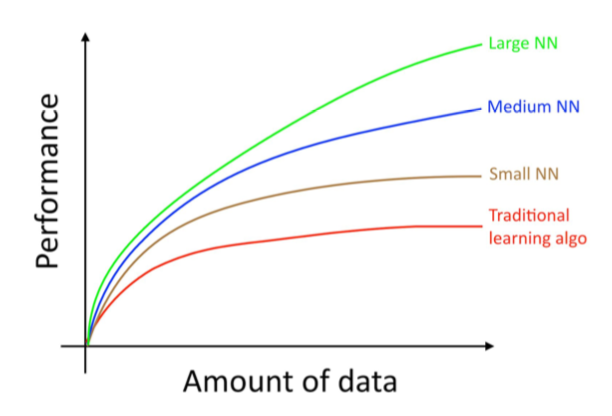 Large NN
Medium NN
Small NN
Traditional
learning algo
Performance
Amount of data